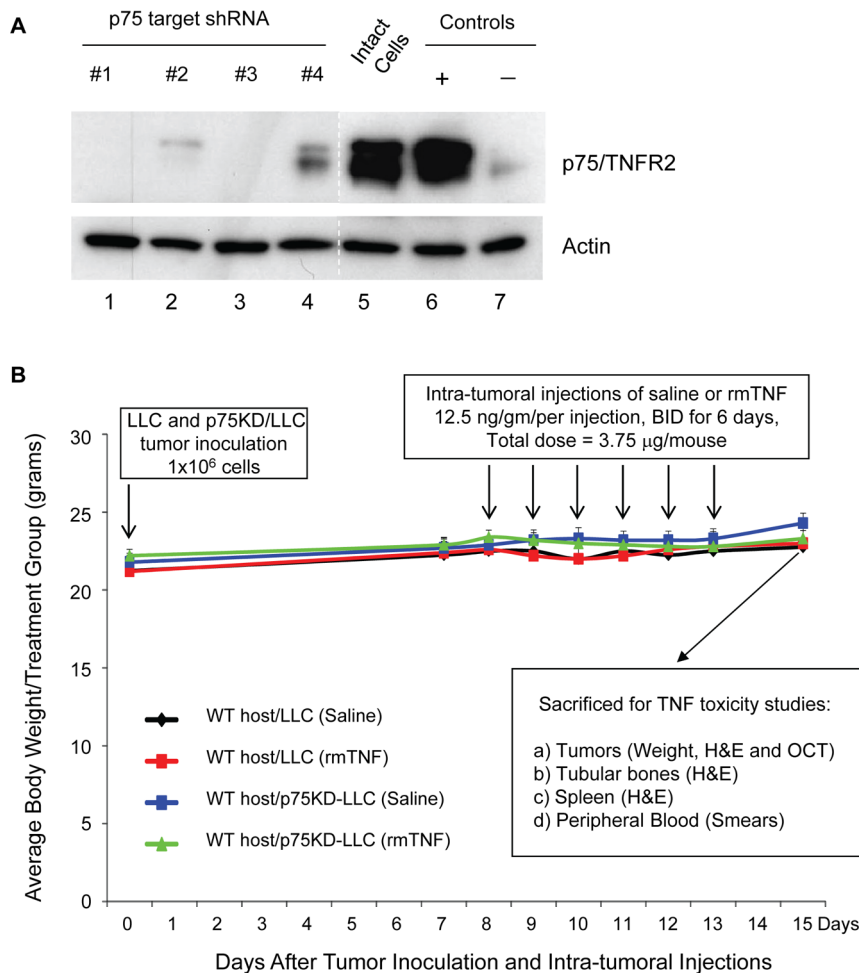 A
p75 target shRNA
Intact
Cells
Controls
#1 #2 #3 #4 + –
p75/TNFR2
Actin
1 2 3 4 5 6 7
B
LLC and p75KD/LLC
tumor inoculation
1x10⁶ cells
Intra-tumoral injections of saline or rmTNF
12.5 ng/gm/per injection, BID for 6 days,
Total dose = 3.75 μg/mouse
Average Body Weight/Treatment Group (grams)
30
25
20
15
10
5
0
WT host/LLC (Saline)
WT host/LLC (rmTNF)
WT host/p75KD-LLC (Saline)
WT host/p75KD-LLC (rmTNF)
Sacrificed for TNF toxicity studies:
a) Tumors (Weight, H&E and OCT)
b) Tubular bones (H&E)
c) Spleen (H&E)
d) Peripheral Blood (Smears)
0 1 2 3 4 5 6 7 8 9 10 11 12 13 14 15 Days
Days After Tumor Inoculation and Intra-tumoral Injections